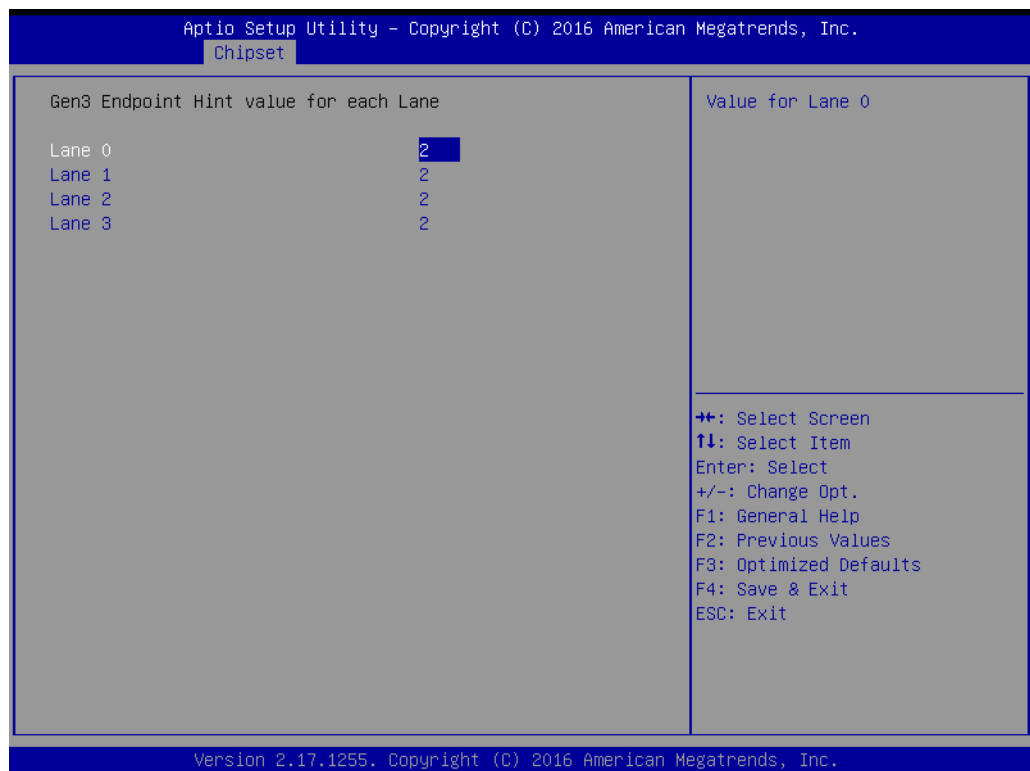 Aptio Setup Utility – Copyright (C) 2016 American Megatrends, Inc.
Chipset
Gen3 Endpoint Hint value for each Lane
Lane 0 2
Lane 1 2
Lane 2 2
Lane 3 2
Value for Lane 0
→←: Select Screen
↑↓: Select Item
Enter: Select
+/-: Change Opt.
F1: General Help
F2: Previous Values
F3: Optimized Defaults
F4: Save & Exit
ESC: Exit
Version 2.17.1255. Copyright (C) 2016 American Megatrends, Inc.